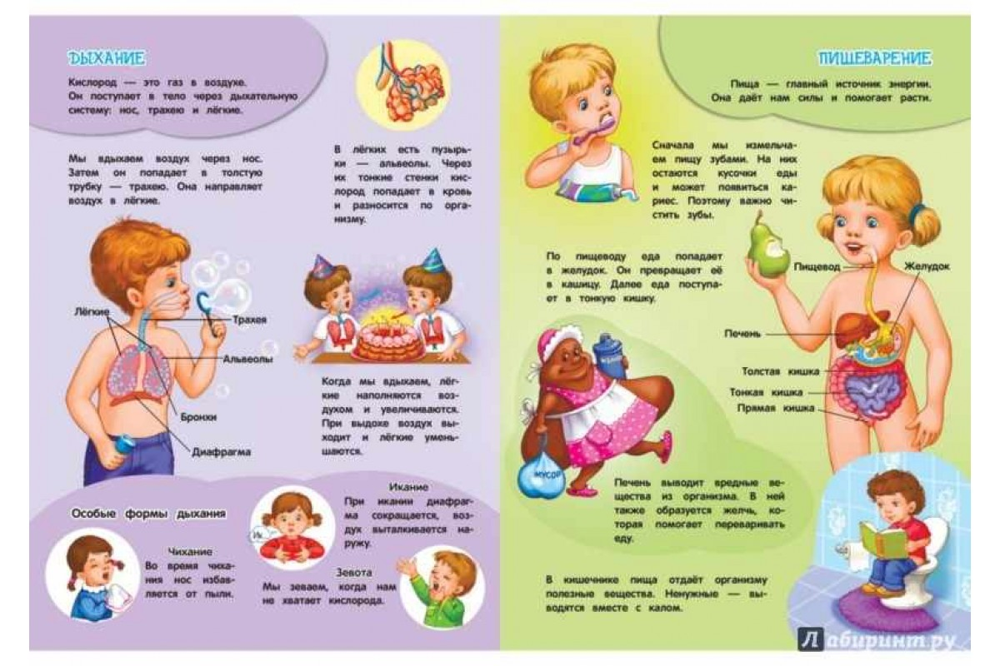 ДЫХАНИЕ
Кислород — это газ в воздухе.
Он поступает в тело через дыхательную
систему: нос, трахею и лёгкие.
Мы вдыхаем воздух через нос.
Затем он попадает в толстую
трубку — трахею. Она направляет
воздух в лёгкие.
В лёгких есть пузырь-
ки — альвеолы. Через
их тонкие стенки кис-
лород попадает в кровь
и разносится по орга-
низму.
Лёгкие
Трахея
Альвеолы
Бронхи
Диафрагма
Когда мы вдыхаем, лёг-
кие наполняются воз-
духом и увеличиваются.
При выдохе воздух вы-
ходит и лёгкие умень-
шаются.
Особые формы дыхания
Чихание
Во время чиха-
ния нос избав-
ляется от пыли.
Ик
Икание
При икании диафраг-
ма сокращается, воз-
дух выталкивается на-
ружу.
Зевота
Мы зеваем, когда нам
не хватает кислорода.
ПИЩЕВАРЕНИЕ
Пища — главный источник энергии.
Она даёт нам силы и помогает расти.
Сначала мы измельча-
ем пищу зубами. На них
остаются кусочки еды
и может появиться ка-
риес. Поэтому важно чи-
стить зубы.
По пищеводу еда попадает
в желудок. Он превращает её
в кашицу. Далее еда поступа-
ет в тонкую кишку.
Пищевод
Желудок
Печень
Толстая кишка
Тонкая кишка
Прямая кишка
МУСОР
Печень выводит вредные ве-
щества из организма. В ней
также образуется желчь, ко-
торая помогает переваривать
еду.
В кишечнике пища отдаёт организму
полезные вещества. Ненужные — вы-
водятся вместе с калом.
Лабиринт.ру